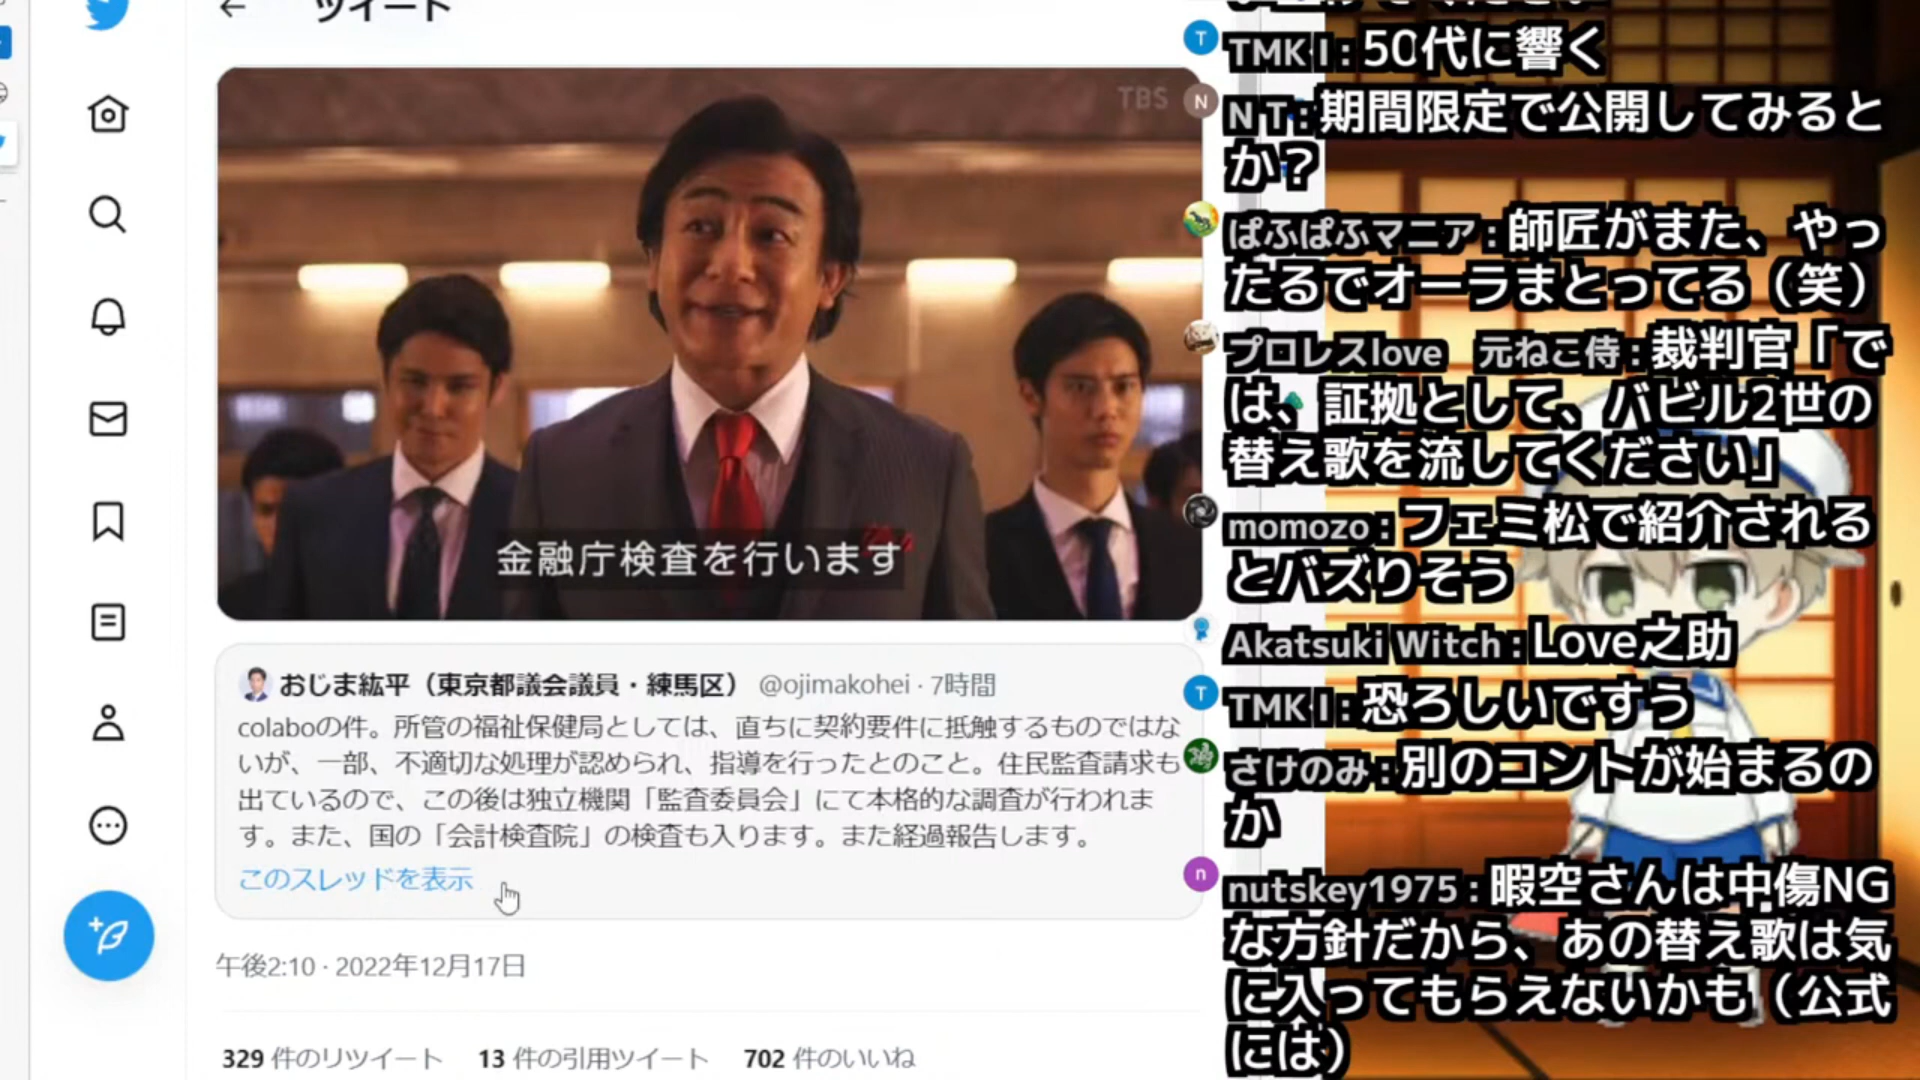 ツイート
TBS
金融庁検査を行います
おじま紘平（東京都議会議員・練馬区） @ojimakohei · 7時間
colaboの件。所管の福祉保健局としては、直ちに契約要件に抵触するものではな
いが、一部、不適切な処理が認められ、指導を行ったとのこと。住民監査請求も
出ているので、この後は独立機関「監査委員会」にて本格的な調査が行われま
す。また、国の「会計検査院」の検査も入ります。また経過報告します。
このスレッドを表示
午後2:10 · 2022年12月17日
329 件のリツイート 13 件の引用ツイート 702 件のいいね
T
TMK I : 50代に響く
N
N T : 期間限定で公開してみると
か？
ぱふぱふマニア : 師匠がまた、やっ
たるでオーラまとってる（笑）
プロレスlove 元ねこ侍 : 裁判官「で
は、証拠として、バビル2世の
替え歌を流してください」
momozo : フェミ松で紹介される
とバズりそう
Akatsuki Witch : Love之助
T
TMK I : 恐ろしいですう
さけのみ : 別のコントが始まるの
か
n
nutskey1975 : 暇空さんは中傷NG
な方針だから、あの替え歌は気
に入ってもらえないかも（公式
には）